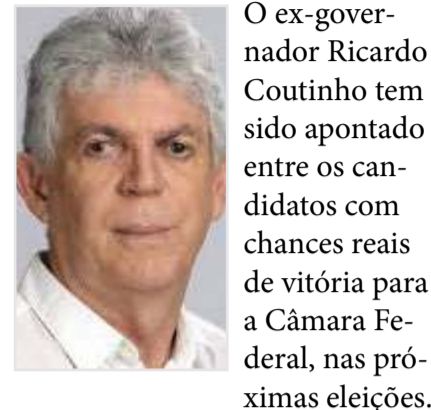 O ex-gover-
nador Ricardo
Coutinho tem
sido apontado
entre os can-
didatos com
chances reais
de vitória para
a Câmara Fe-
deral, nas pró-
ximas eleições.